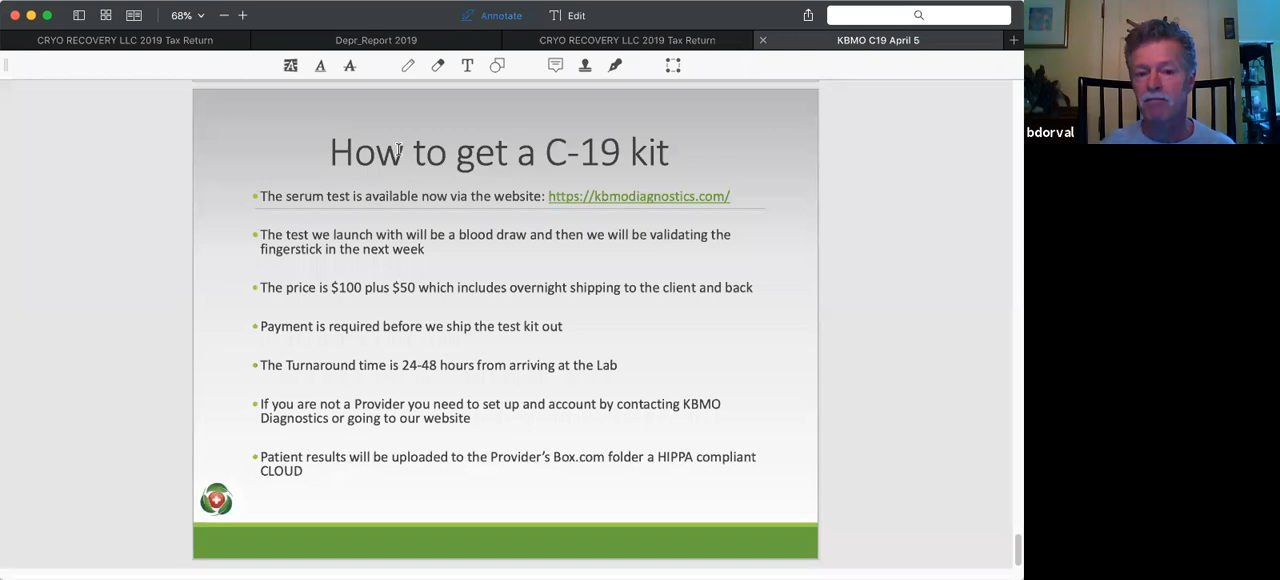 68%
Annotate
Edit
CRYO RECOVERY LLC 2019 Tax Return
Depr_Report 2019
CRYO RECOVERY LLC 2019 Tax Return
KBMO C19 April 5
A
A
T
bdorval
How to get a C-19 kit
The serum test is available now via the website: https://kbmodiagnostics.com/
The test we launch with will be a blood draw and then we will be validating the
fingerstick in the next week
The price is $100 plus $50 which includes overnight shipping to the client and back
Payment is required before we ship the test kit out
The Turnaround time is 24-48 hours from arriving at the Lab
If you are not a Provider you need to set up and account by contacting KBMO
Diagnostics or going to our website
Patient results will be uploaded to the Provider's Box.com folder a HIPPA compliant
CLOUD